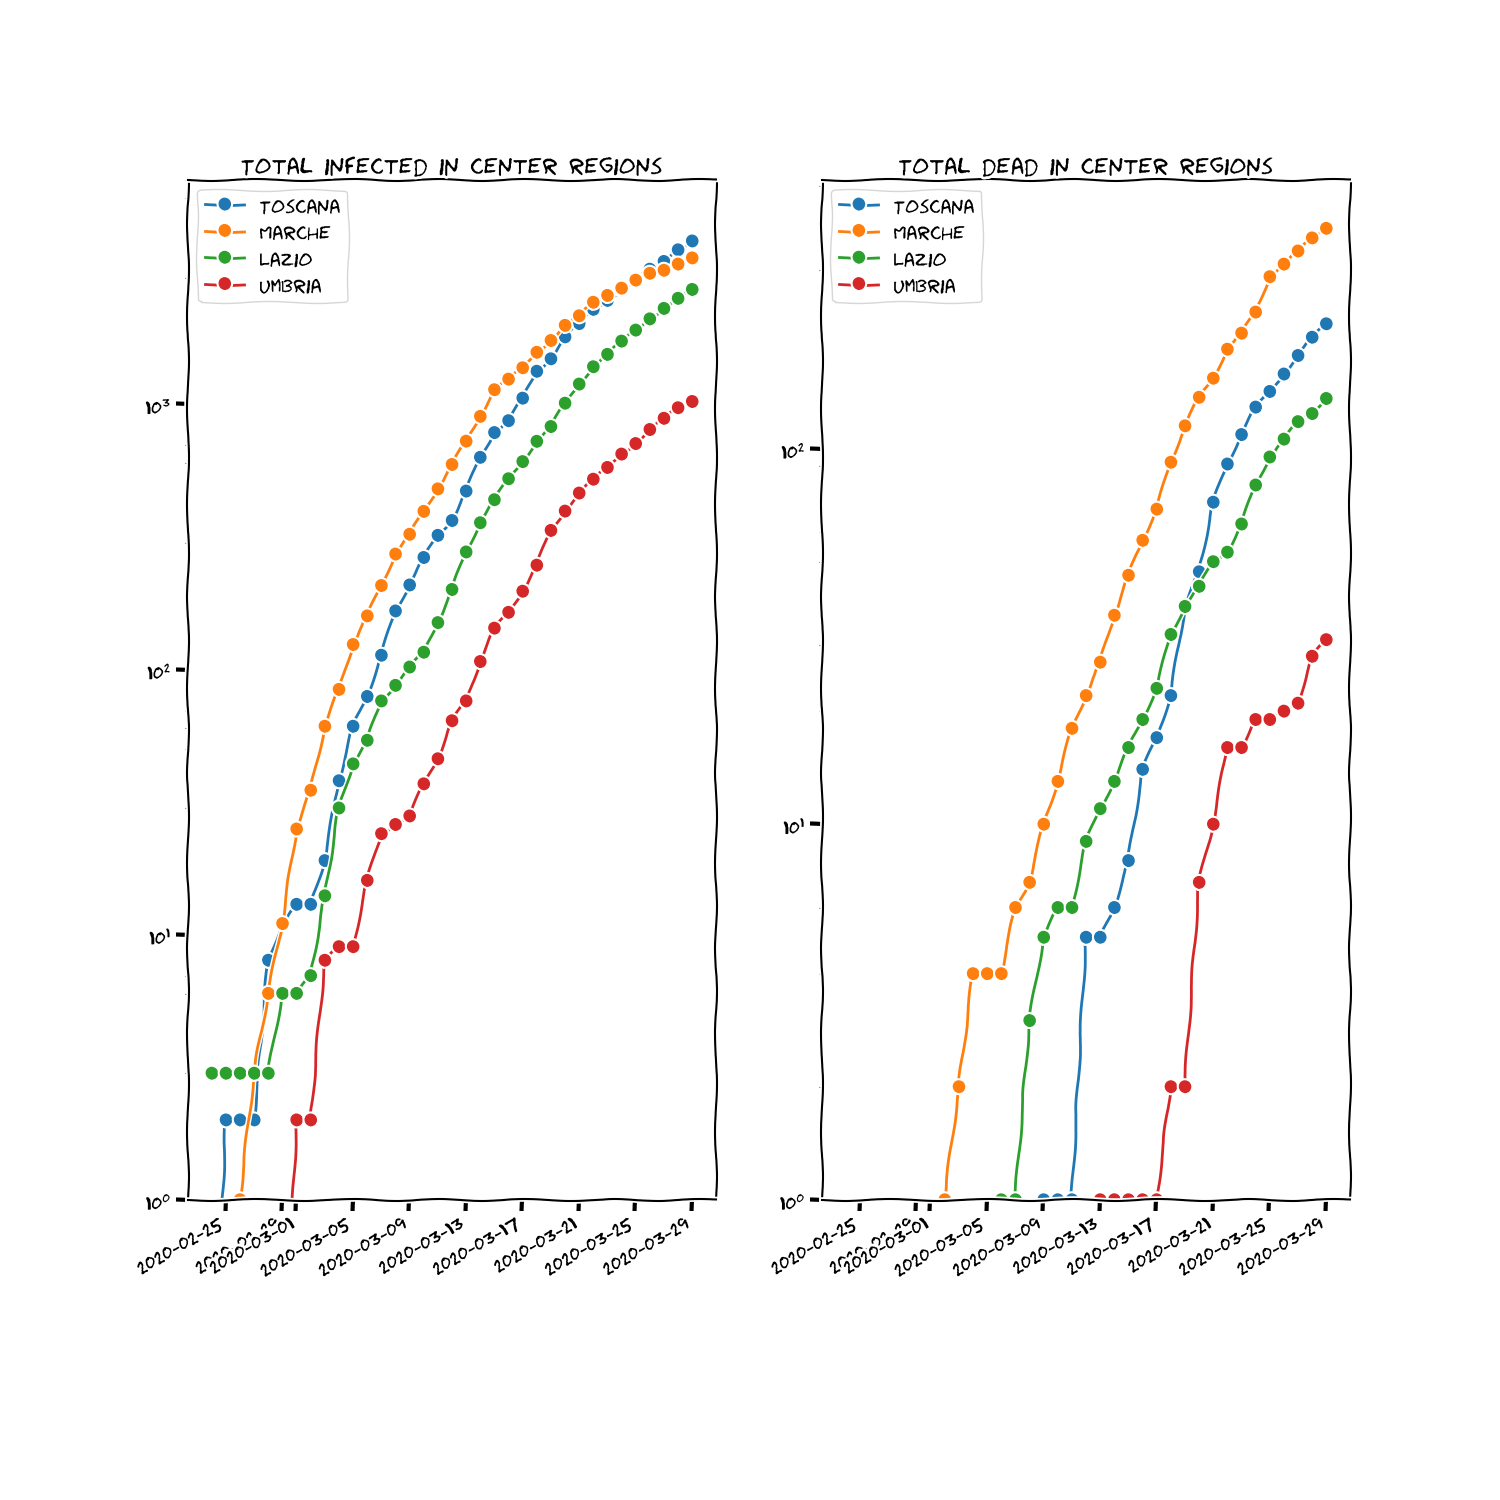 TOTAL INFECTED IN CENTER REGIONS
TOSCANA
MARCHE
LAZIO
UMBRIA
10³
10²
10¹
10⁰
2020-02-25
2020-03-01
2020-03-05
2020-03-09
2020-03-13
2020-03-17
2020-03-21
2020-03-25
2020-03-29
TOTAL DEAD IN CENTER REGIONS
TOSCANA
MARCHE
LAZIO
UMBRIA
10²
10¹
10⁰
2020-02-25
2020-03-01
2020-03-05
2020-03-09
2020-03-13
2020-03-17
2020-03-21
2020-03-25
2020-03-29